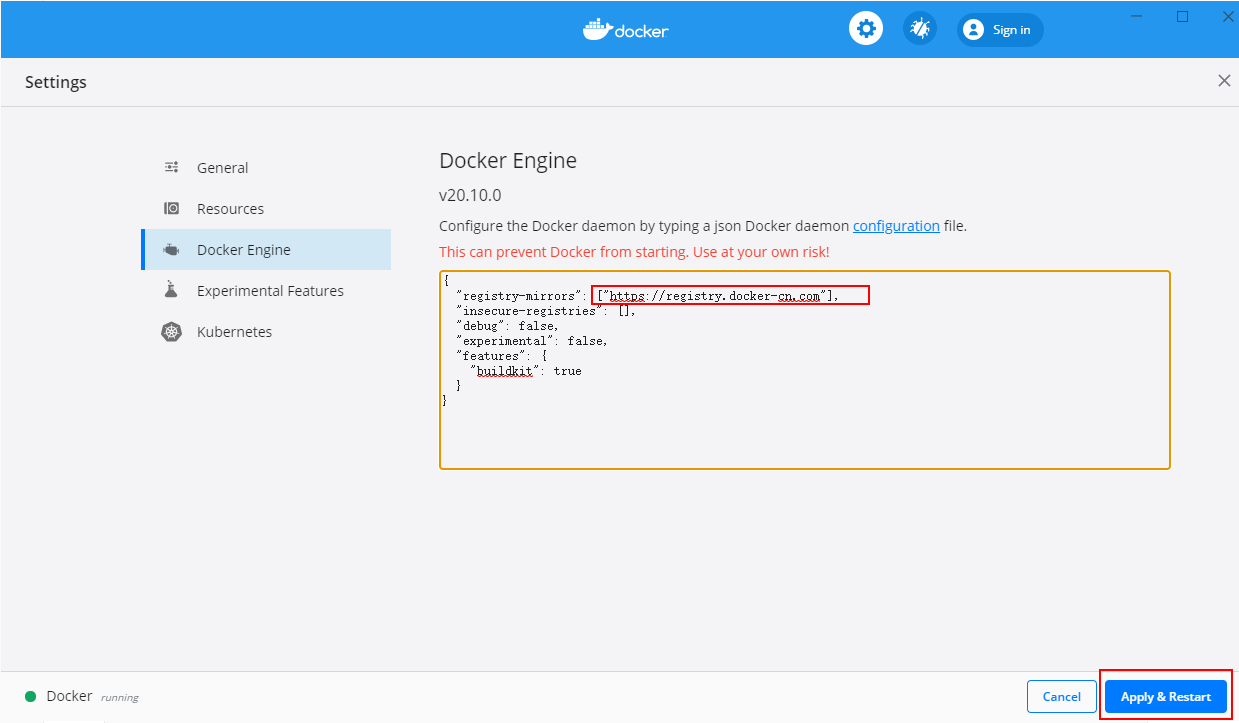 docker
Sign in
Settings
General
Resources
Docker Engine
Experimental Features
Kubernetes
Docker Engine
v20.10.0
Configure the Docker daemon by typing a json Docker daemon configuration file.
This can prevent Docker from starting. Use at your own risk!
{
  "registry-mirrors": ["https://registry.docker-cn.com"],
  "insecure-registries": [],
  "debug": false,
  "experimental": false,
  "features": {
    "buildkit": true
  }
}
Docker running
Cancel
Apply & Restart